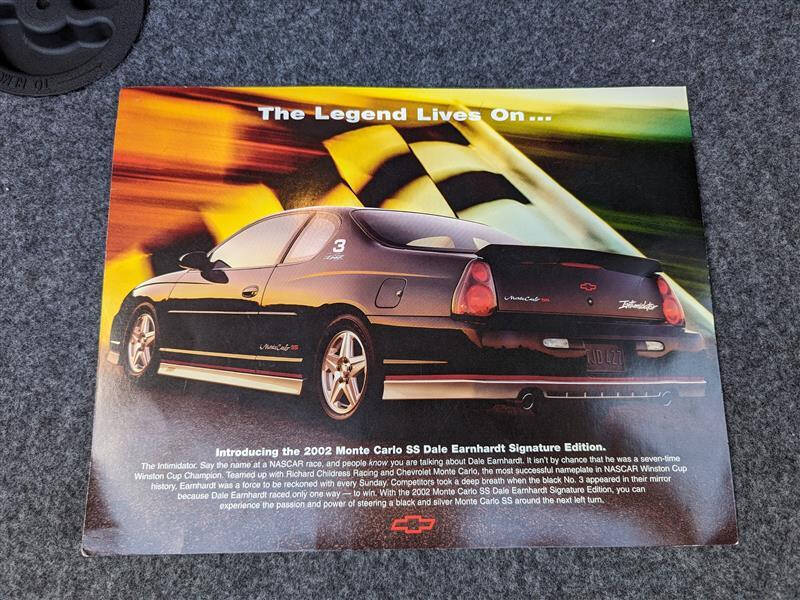 The Legend Lives On...
3
Monte Carlo SS
Intimidator
Monte Carlo SS
Introducing the 2002 Monte Carlo SS Dale Earnhardt Signature Edition.
The Intimidator. Say the name at a NASCAR race, and people know you are talking about Dale Earnhardt. It isn't by chance that he was a seven-time
Winston Cup Champion. Teamed up with Richard Childress Racing and Chevrolet Monte Carlo, the most successful nameplate in NASCAR Winston Cup
history, Earnhardt was a force to be reckoned with every Sunday. Competitors took a deep breath when the black No. 3 appeared in their mirror
because Dale Earnhardt raced only one way — to win. With the 2002 Monte Carlo SS Dale Earnhardt Signature Edition, you can
experience the passion and power of steering a black and silver Monte Carlo SS around the next left turn.